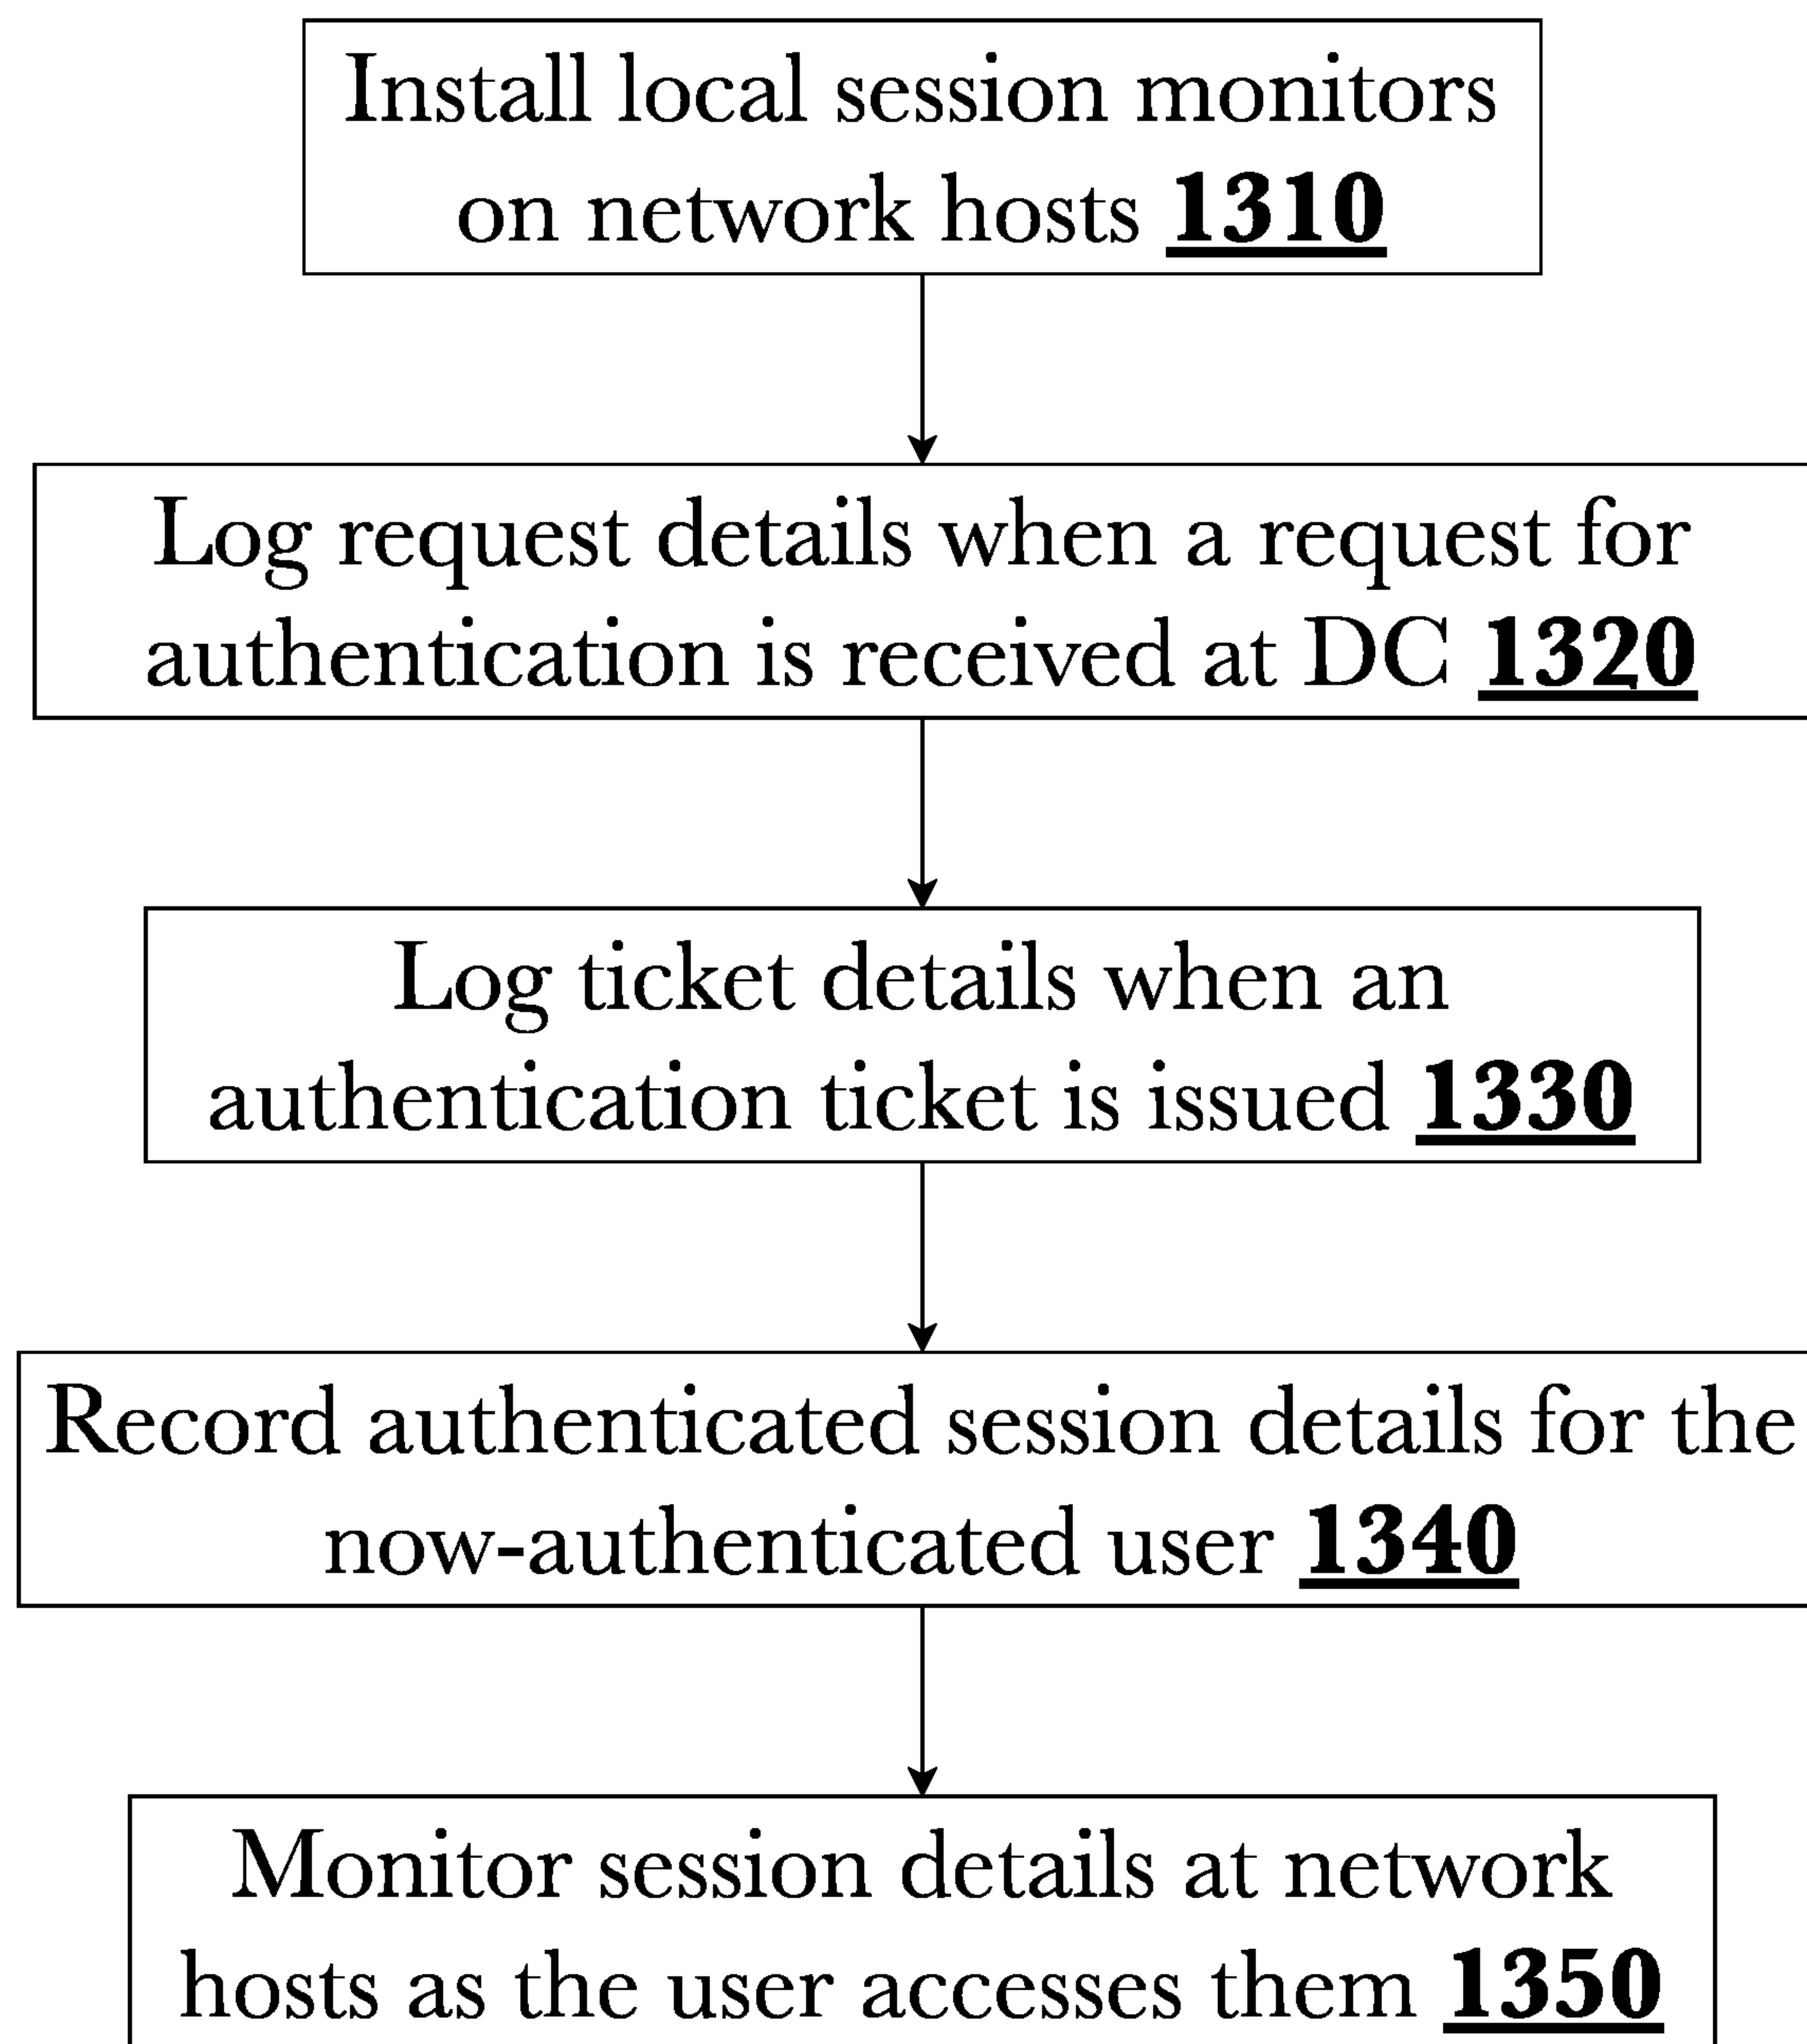 Install local session monitors
on network hosts 1310
Log request details when a request for
authentication is received at DC 1320
Log ticket details when an
authentication ticket is issued 1330
Record authenticated session details for the
now-authenticated user 1340
Monitor session details at network
hosts as the user accesses them 1350